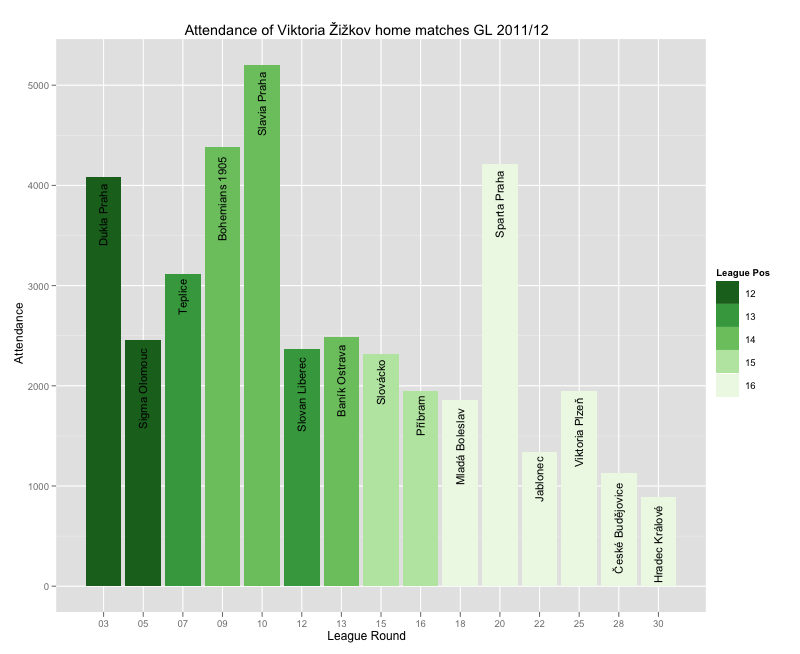 Attendance of Viktoria Žižkov home matches GL 2011/12
Attendance
5000
4000
3000
2000
1000
0
Dukla Praha
Sigma Olomouc
Teplice
Bohemians 1905
Slavia Praha
Slovan Liberec
Baník Ostrava
Slovácko
Příbram
Mladá Boleslav
Sparta Praha
Jablonec
Viktoria Plzeň
České Budějovice
Hradec Králové
03 05 07 09 10 12 13 15 16 18 20 22 25 28 30
League Round
League Pos
12
13
14
15
16